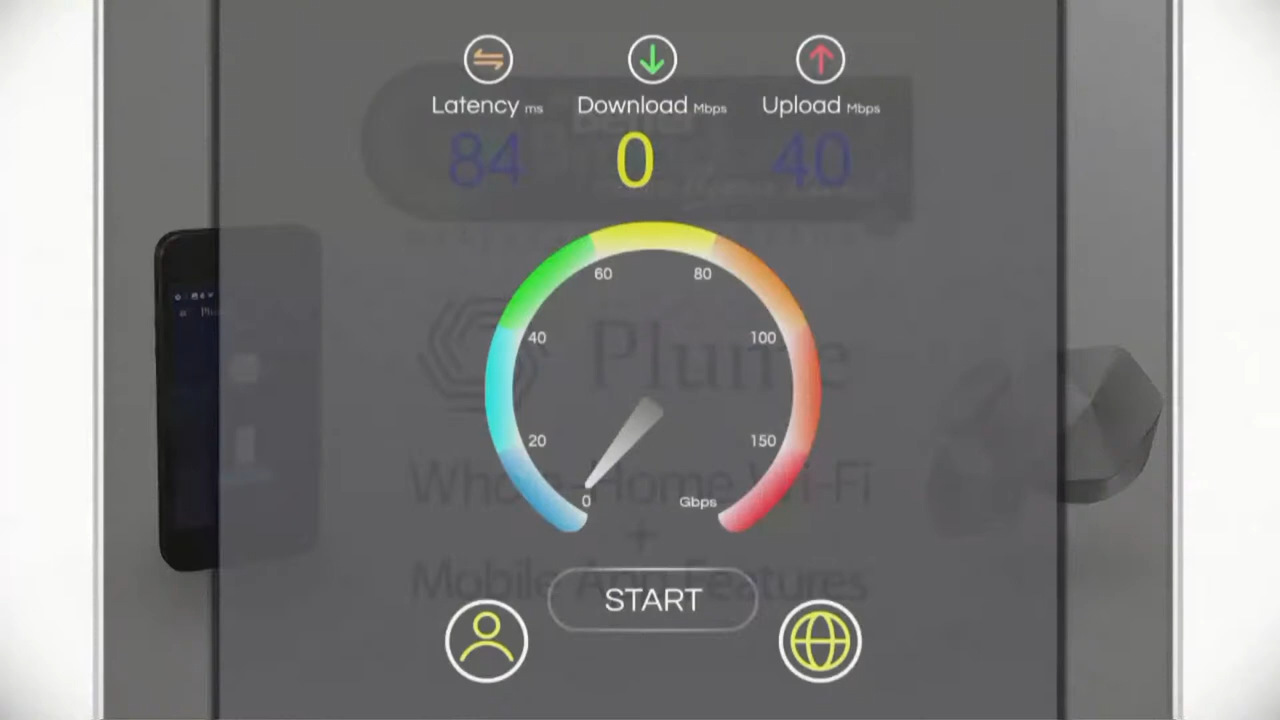 Latency ms Download Mbps Upload Mbps
84 0 40
60 80
40 100
Plume
20 150
Whole-Home Wi-Fi
0 Gbps
+
Mobile App Features
START